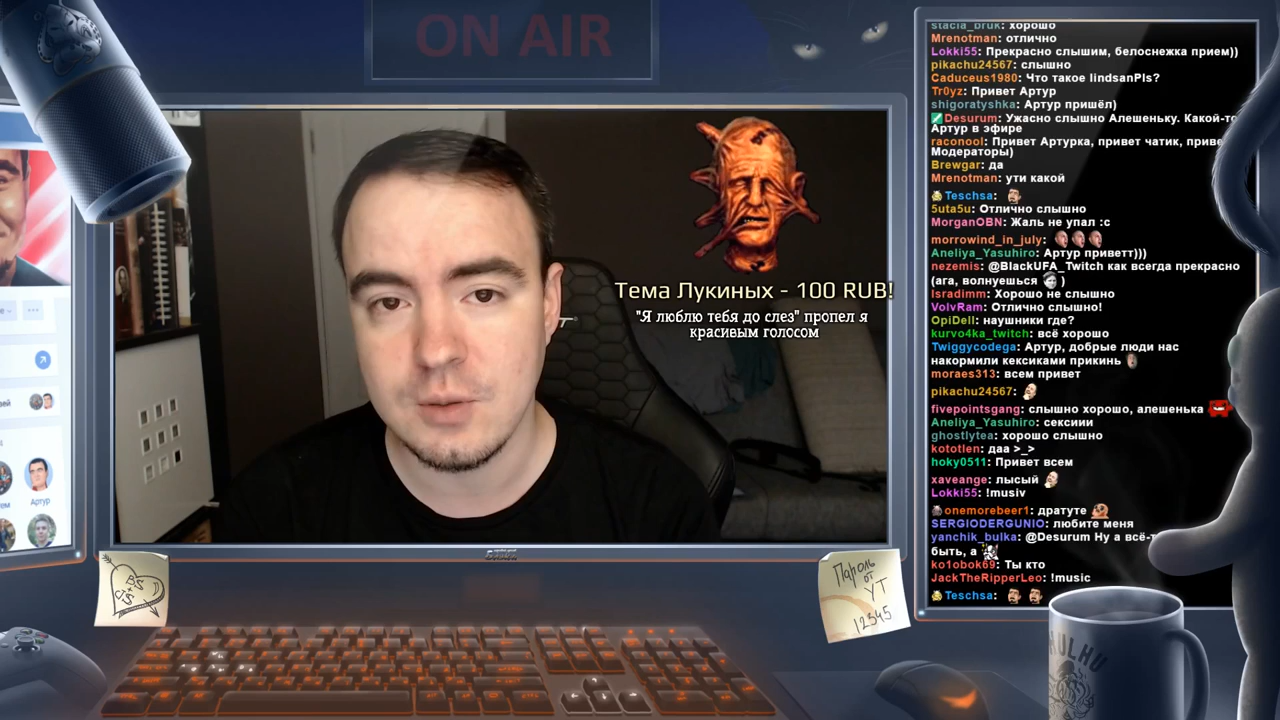 ON AIR
Тема Лукиных - 100 RUB!
"Я люблю тебя до слез" пропел я
красивым голосом
Артур
BS
+
JS
Пароль
от
YT
12345
stacia_bruk: хорошо
Mrenotman: отлично
Lokki55: Прекрасно слышим, белоснежка прием))
pikachu24567: слышно
Caduceus1980: Что такое lindsanPls?
Tr0yz: Привет Артур
shigoratyshka: Артур пришёл)
Desurum: Ужасно слышно Алешеньку. Какой-то
Артур в эфире
raconool: Привет Артурка, привет чатик, приве
Модераторы)
Brewgar: да
Mrenotman: ути какой
Teschsa:
5uta5u: Отлично слышно
MorganOBN: Жаль не упал :с
morrowind_in_july:
Aneliya_Yasuhiro: Артур приветт)))
nezemis: @BlackUFA_Twitch как всегда прекрасно
(ага, волнуешься )
Isradimm: Хорошо не слышно
VolvRam: Отлично слышно!
OpiDell: наушники где?
kurvo4ka_twitch: всё хорошо
Twiggycodega: Артур, добрые люди нас
накормили кексиками прикинь
moraes313: всем привет
pikachu24567:
fivepointsgang: слышно хорошо, алешенька
Aneliya_Yasuhiro: сексиии
ghostlytea: хорошо слышно
kototlen: даа >_>
hoky0511: Привет всем
xaveange: лысый
Lokki55: !musiv
onemorebeer1: дратуте
SERGIODERGUNIO: любите меня
yanchik_bulka: @Desurum Ну а всё-т
быть, а
ko1obok69: Ты кто
JackTheRipperLeo: !music
Teschsa: